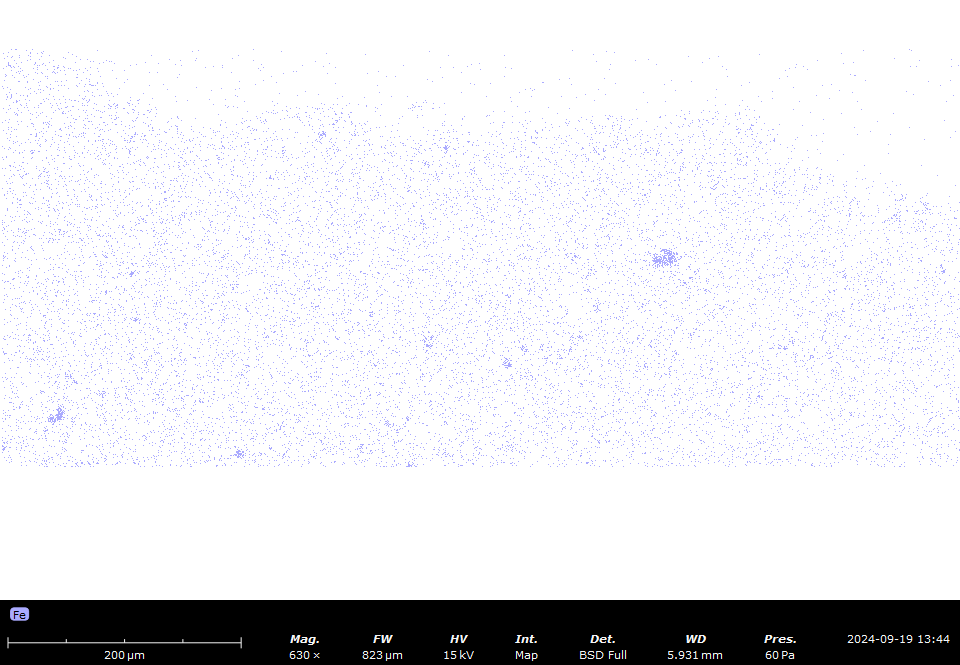 Fe
Mag. FW HV Int. Det. WD Pres. 2024-09-19 13:44
200 µm 630 × 823 µm 15 kV Map BSD Full 5.931 mm 60 Pa